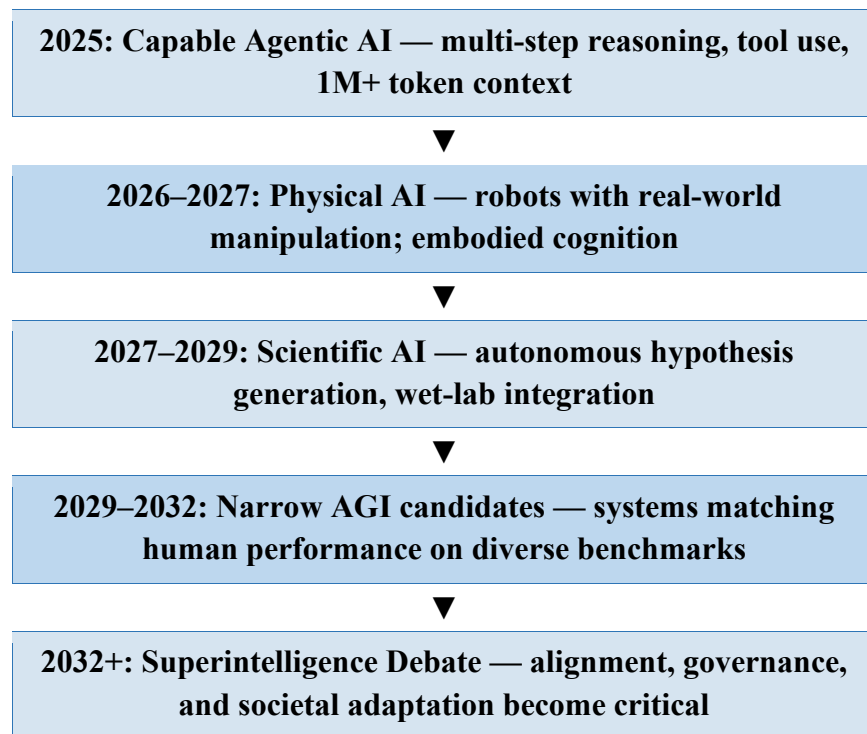 2025: Capable Agentic AI — multi-step reasoning, tool use,
1M+ token context
2026–2027: Physical AI — robots with real-world
manipulation; embodied cognition
2027–2029: Scientific AI — autonomous hypothesis
generation, wet-lab integration
2029–2032: Narrow AGI candidates — systems matching
human performance on diverse benchmarks
2032+: Superintelligence Debate — alignment, governance,
and societal adaptation become critical